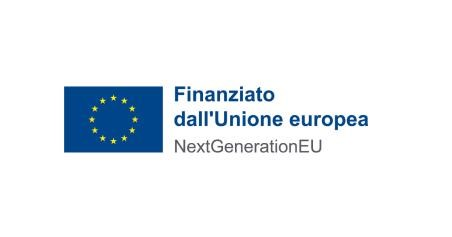 Finanziato
dall'Unione europea
NextGenerationEU